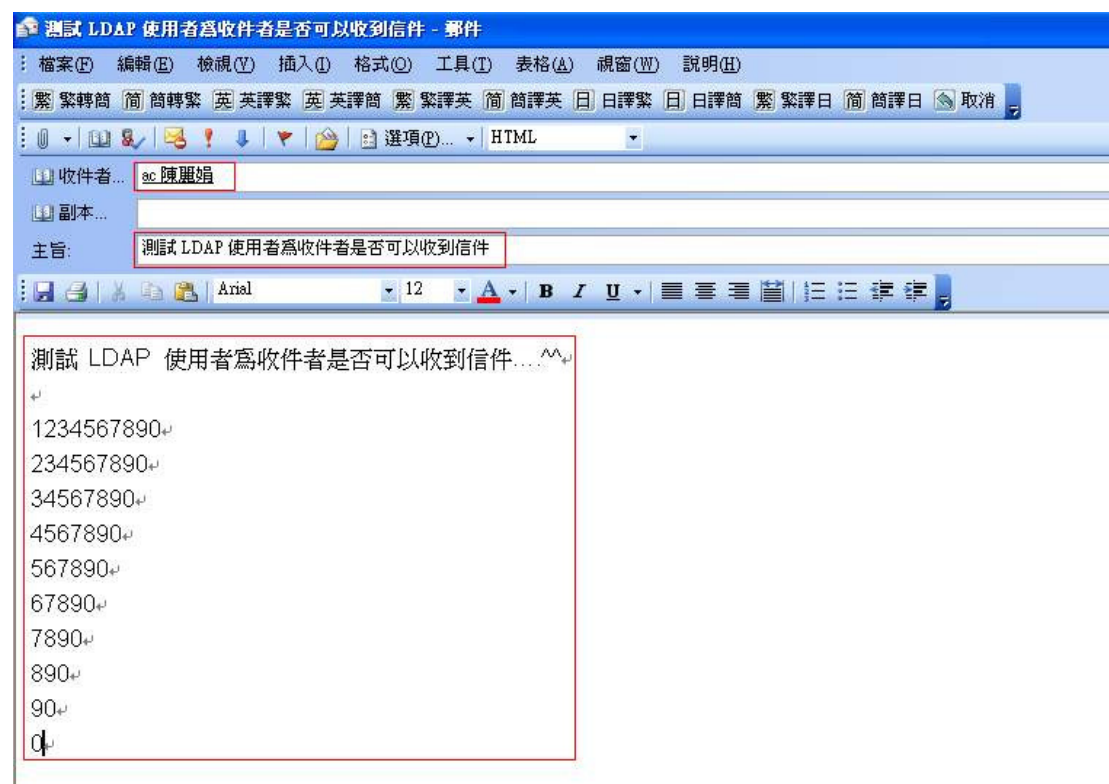 測試 LDAP 使用者為收件者是否可以收到信件 - 郵件
檔案(F) 編輯(E) 檢視(V) 插入(I) 格式(O) 工具(T) 表格(A) 視窗(W) 說明(H)
繁 繁轉簡 简 簡轉繁 英 英譯繁 英 英譯簡 繁 繁譯英 简 簡譯英 日 日譯繁 日 日譯簡 繁 繁譯日 简 簡譯日 取消
選項(P)... HTML
收件者... ac 陳麗娟
副本...
主旨: 測試 LDAP 使用者為收件者是否可以收到信件
Arial 12 A B I U
測試 LDAP 使用者為收件者是否可以收到信件....^^
1234567890
234567890
34567890
4567890
567890
67890
7890
890
90
0